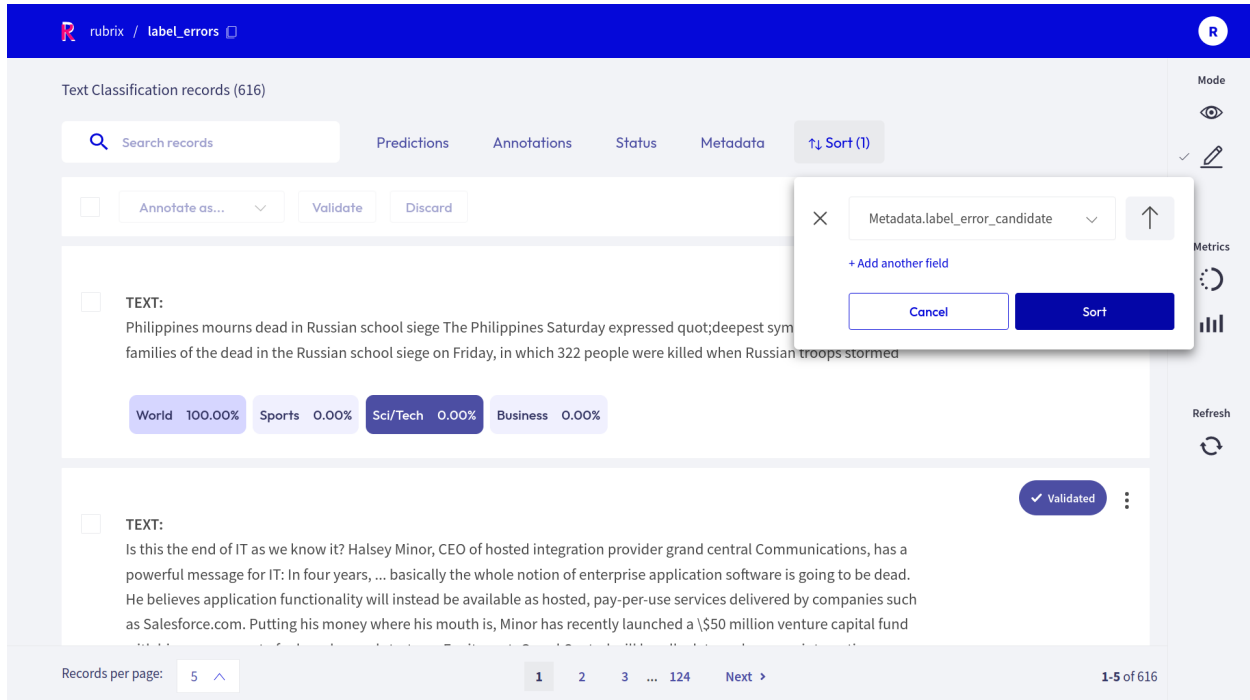 rubrix / label_errors
R
Text Classification records (616)
Mode
Search records
Predictions
Annotations
Status
Metadata
Sort (1)
Annotate as...
Validate
Discard
Metadata.label_error_candidate
+ Add another field
Cancel
Sort
Metrics
TEXT:
Philippines mourns dead in Russian school siege The Philippines Saturday expressed quot;deepest sym
families of the dead in the Russian school siege on Friday, in which 322 people were killed when Russian troops stormed
World 100.00%
Sports 0.00%
Sci/Tech 0.00%
Business 0.00%
Refresh
Validated
TEXT:
Is this the end of IT as we know it? Halsey Minor, CEO of hosted integration provider grand central Communications, has a
powerful message for IT: In four years, ... basically the whole notion of enterprise application software is going to be dead.
He believes application functionality will instead be available as hosted, pay-per-use services delivered by companies such
as Salesforce.com. Putting his money where his mouth is, Minor has recently launched a \$50 million venture capital fund
Records per page:
5
1 2 3 ... 124 Next >
1-5 of 616